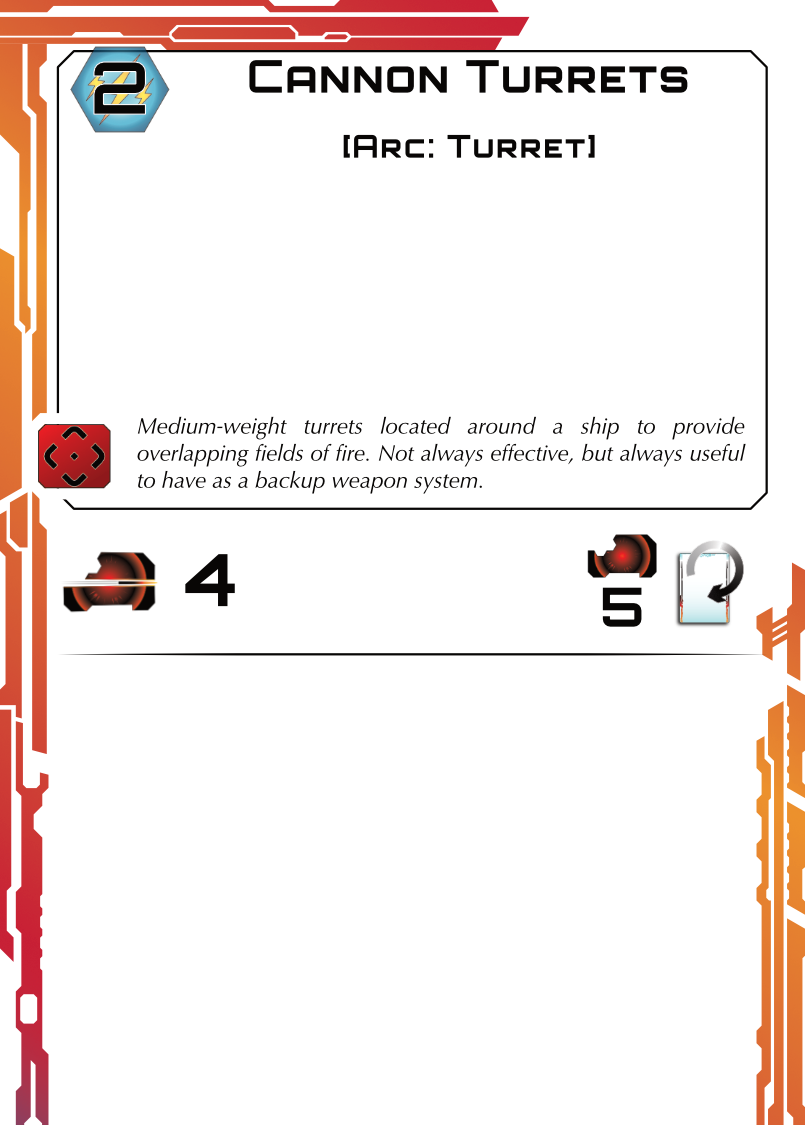 2
Cannon Turrets
[Arc: Turret]
Medium-weight turrets located around a ship to provide
overlapping fields of fire. Not always effective, but always useful
to have as a backup weapon system.
4
5